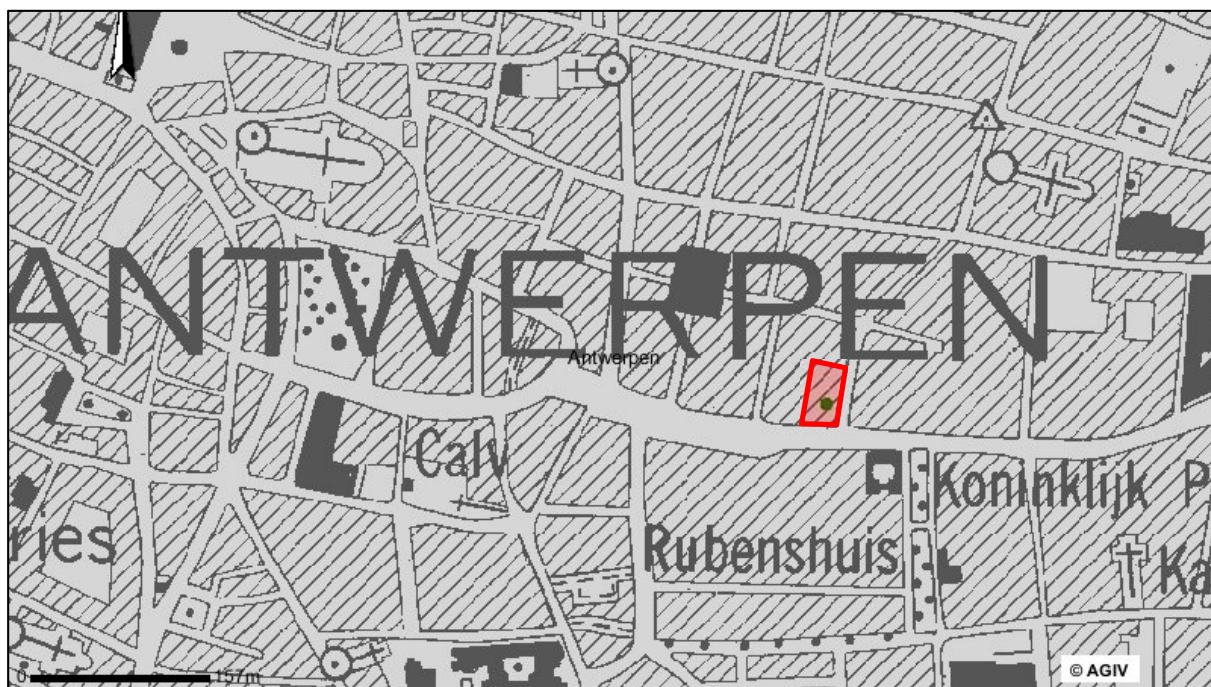 ANTWERPEN
Antwerpen
Calv
Koninklijk P
Rubenshuis
ries
Ka
0 157m
© AGIV